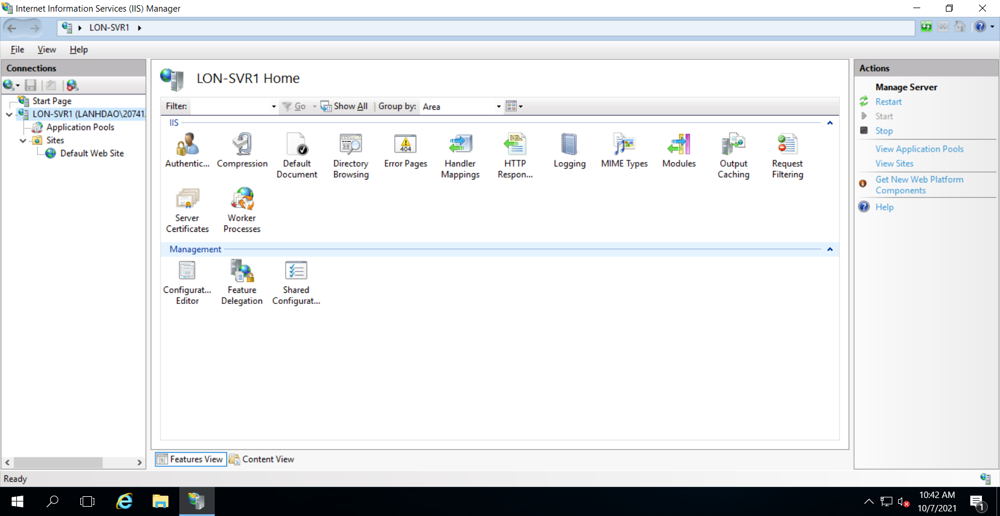 Internet Information Services (IIS) Manager
LON-SVR1
File View Help
Connections
Start Page
LON-SVR1 (LANHDAO\20741.
Application Pools
Sites
Default Web Site
LON-SVR1 Home
Filter: Go Show All Group by: Area
IIS
Authentic... Compression Default Document Directory Browsing Error Pages Handler Mappings HTTP Respon... Logging MIME Types Modules Output Caching Request Filtering
404
Server Certificates Worker Processes
Management
Configurat... Editor Feature Delegation Shared Configurat...
Features View Content View
Actions
Manage Server
Restart
Start
Stop
View Application Pools
View Sites
Get New Web Platform
Components
Help
Ready
10:42 AM
10/7/2021
1